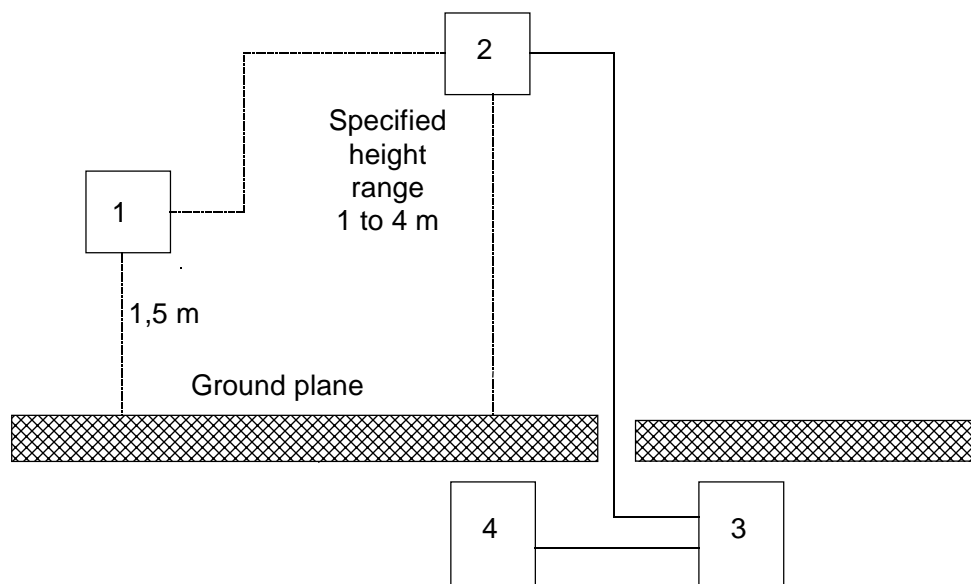 2
Specified
height
range
1 to 4 m
1
1,5 m
Ground plane
4
3